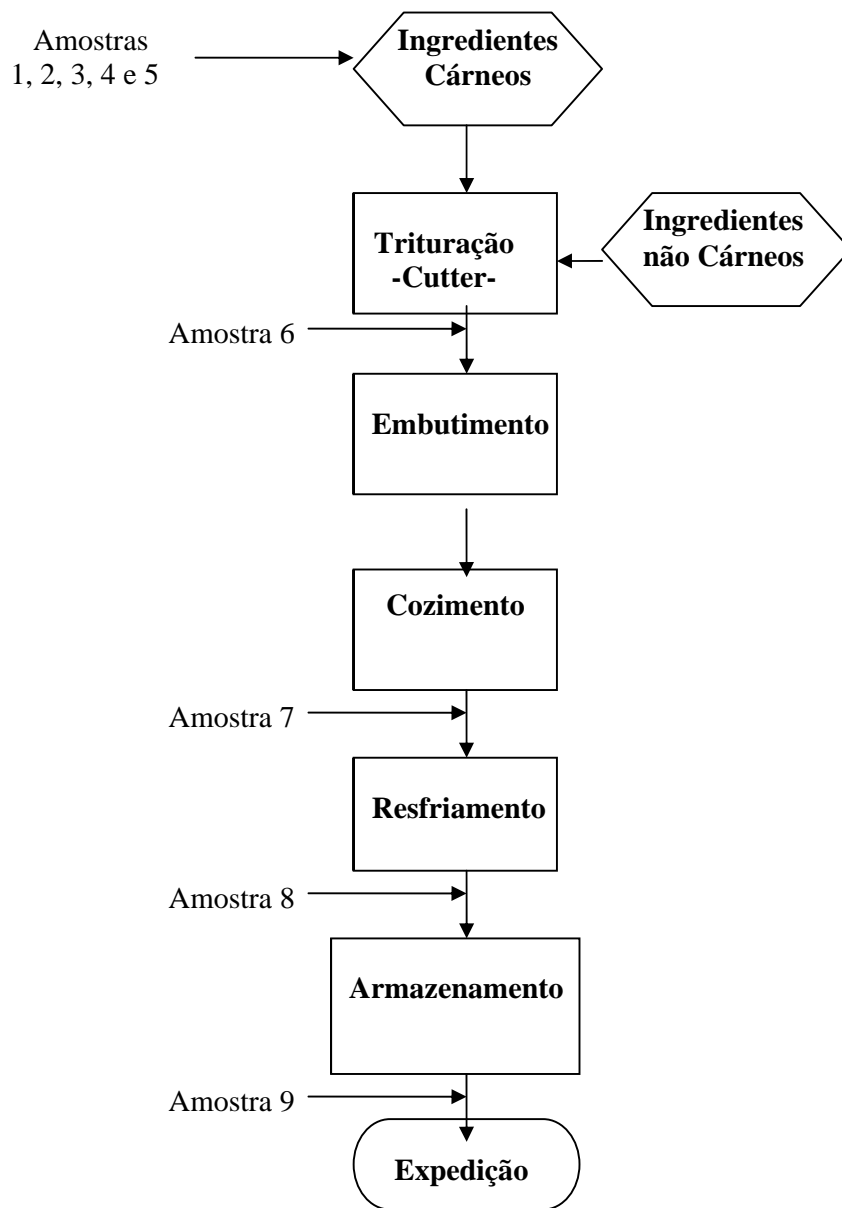 Amostras
1, 2, 3, 4 e 5
Ingredientes
Cárneos
Trituração
-Cutter-
Ingredientes
não Cárneos
Amostra 6
Embutimento
Cozimento
Amostra 7
Resfriamento
Amostra 8
Armazenamento
Amostra 9
Expedição